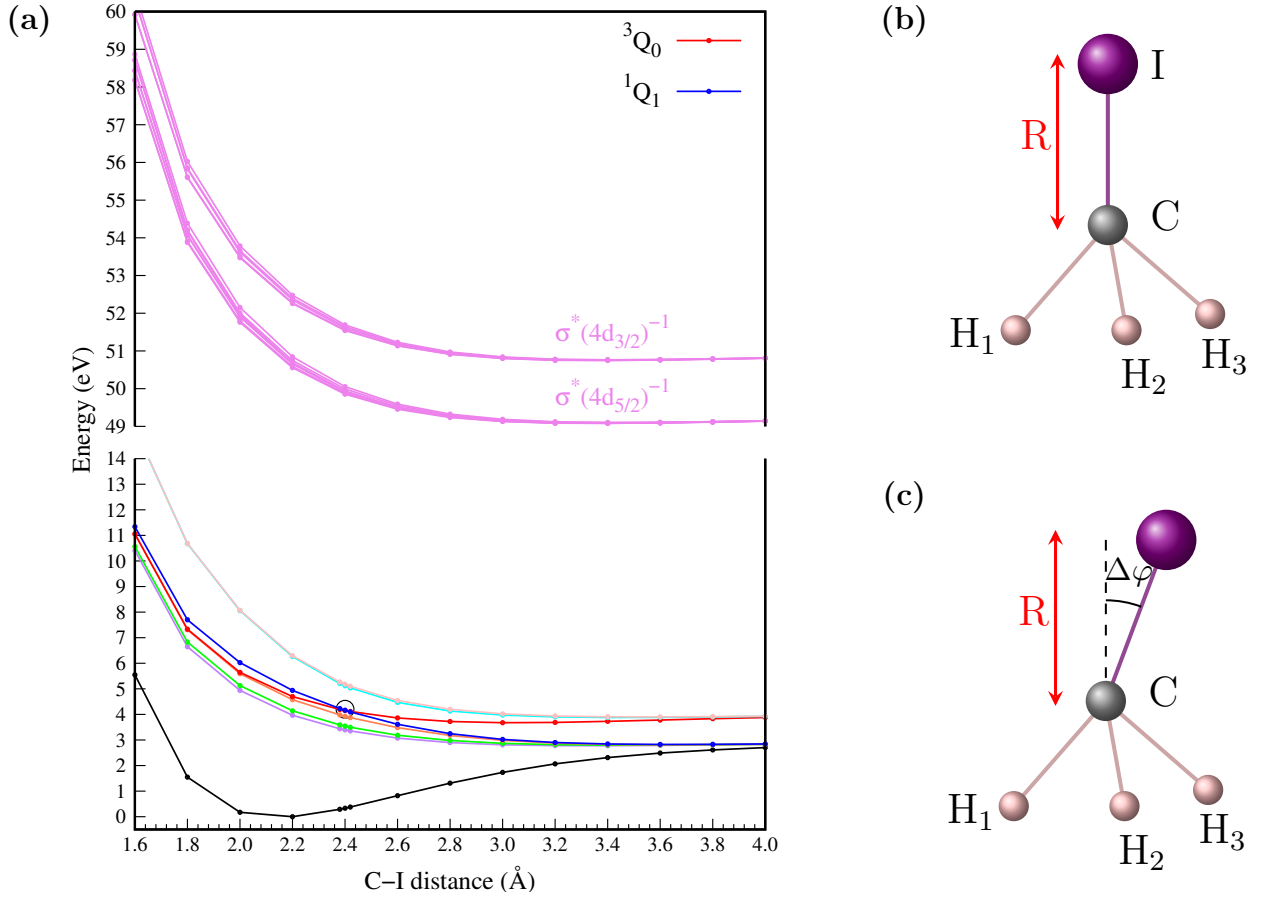 (a)
60
59
58
57
56
55
54
53
52
51
50
49
14
13
12
11
10
9
8
7
6
5
4
3
2
1
0
Energy (eV)
³Q₀
¹Q₁
σ*(4d₃/₂)⁻¹
σ*(4d₅/₂)⁻¹
1.6 1.8 2.0 2.2 2.4 2.6 2.8 3.0 3.2 3.4 3.6 3.8 4.0
C−I distance (Å)
(b)
I
R
C
H₁
H₂
H₃
(c)
Δφ
R
C
H₁
H₂
H₃